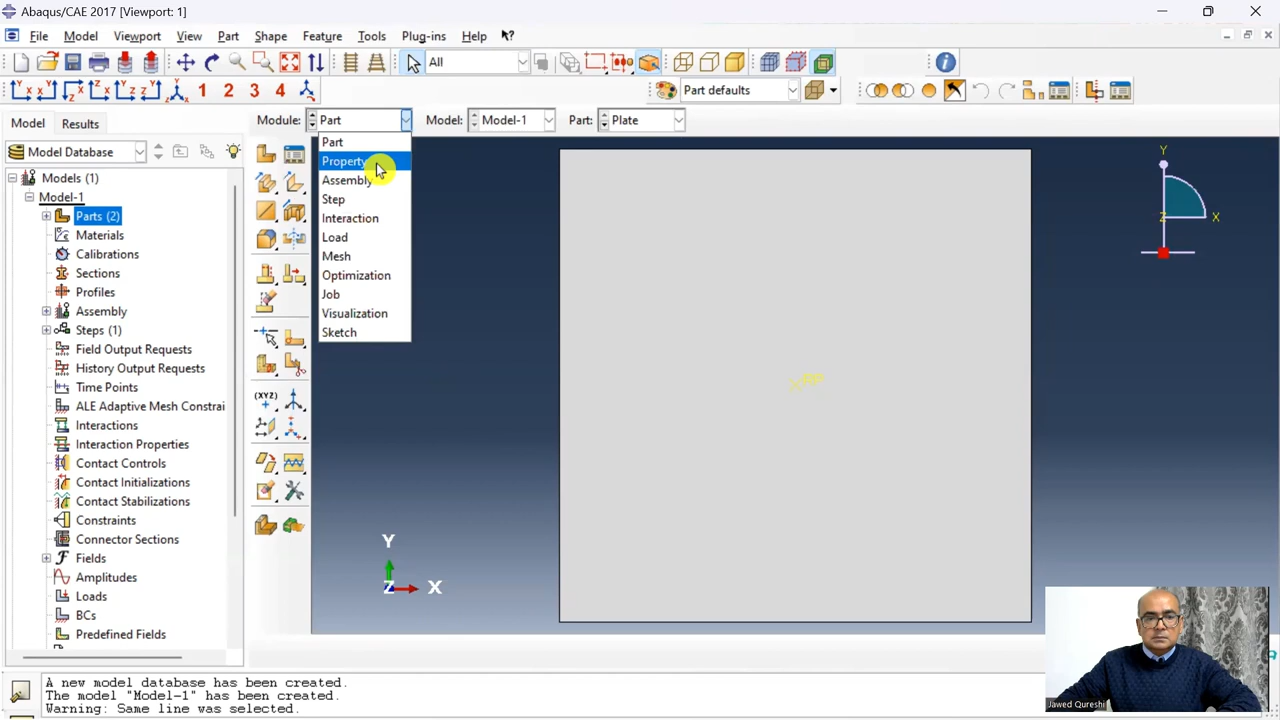 Abaqus/CAE 2017 [Viewport: 1]
File Model Viewport View Part Shape Feature Tools Plug-ins Help
All
Part defaults
1 2 3 4
Model Results
Module: Part Model: Model-1 Part: Plate
Model Database
Models (1)
Model-1
Parts (2)
Materials
Calibrations
Sections
Profiles
Assembly
Steps (1)
Field Output Requests
History Output Requests
Time Points
ALE Adaptive Mesh Constrai
Interactions
Interaction Properties
Contact Controls
Contact Initializations
Contact Stabilizations
Constraints
Connector Sections
Fields
Amplitudes
Loads
BCs
Predefined Fields
Part
Property
Assembly
Step
Interaction
Load
Mesh
Optimization
Job
Visualization
Sketch
(XYZ)
RP
Y
Z X
Y
Z X
Jawed Qureshi
A new model database has been created.
The model "Model-1" has been created.
Warning: Same line was selected.